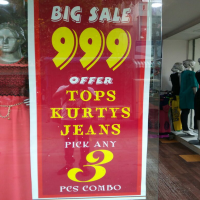 BIG SALE
999
OFFER
TOPS
KURTYS
JEANS
PICK ANY
3
PCS COMBO